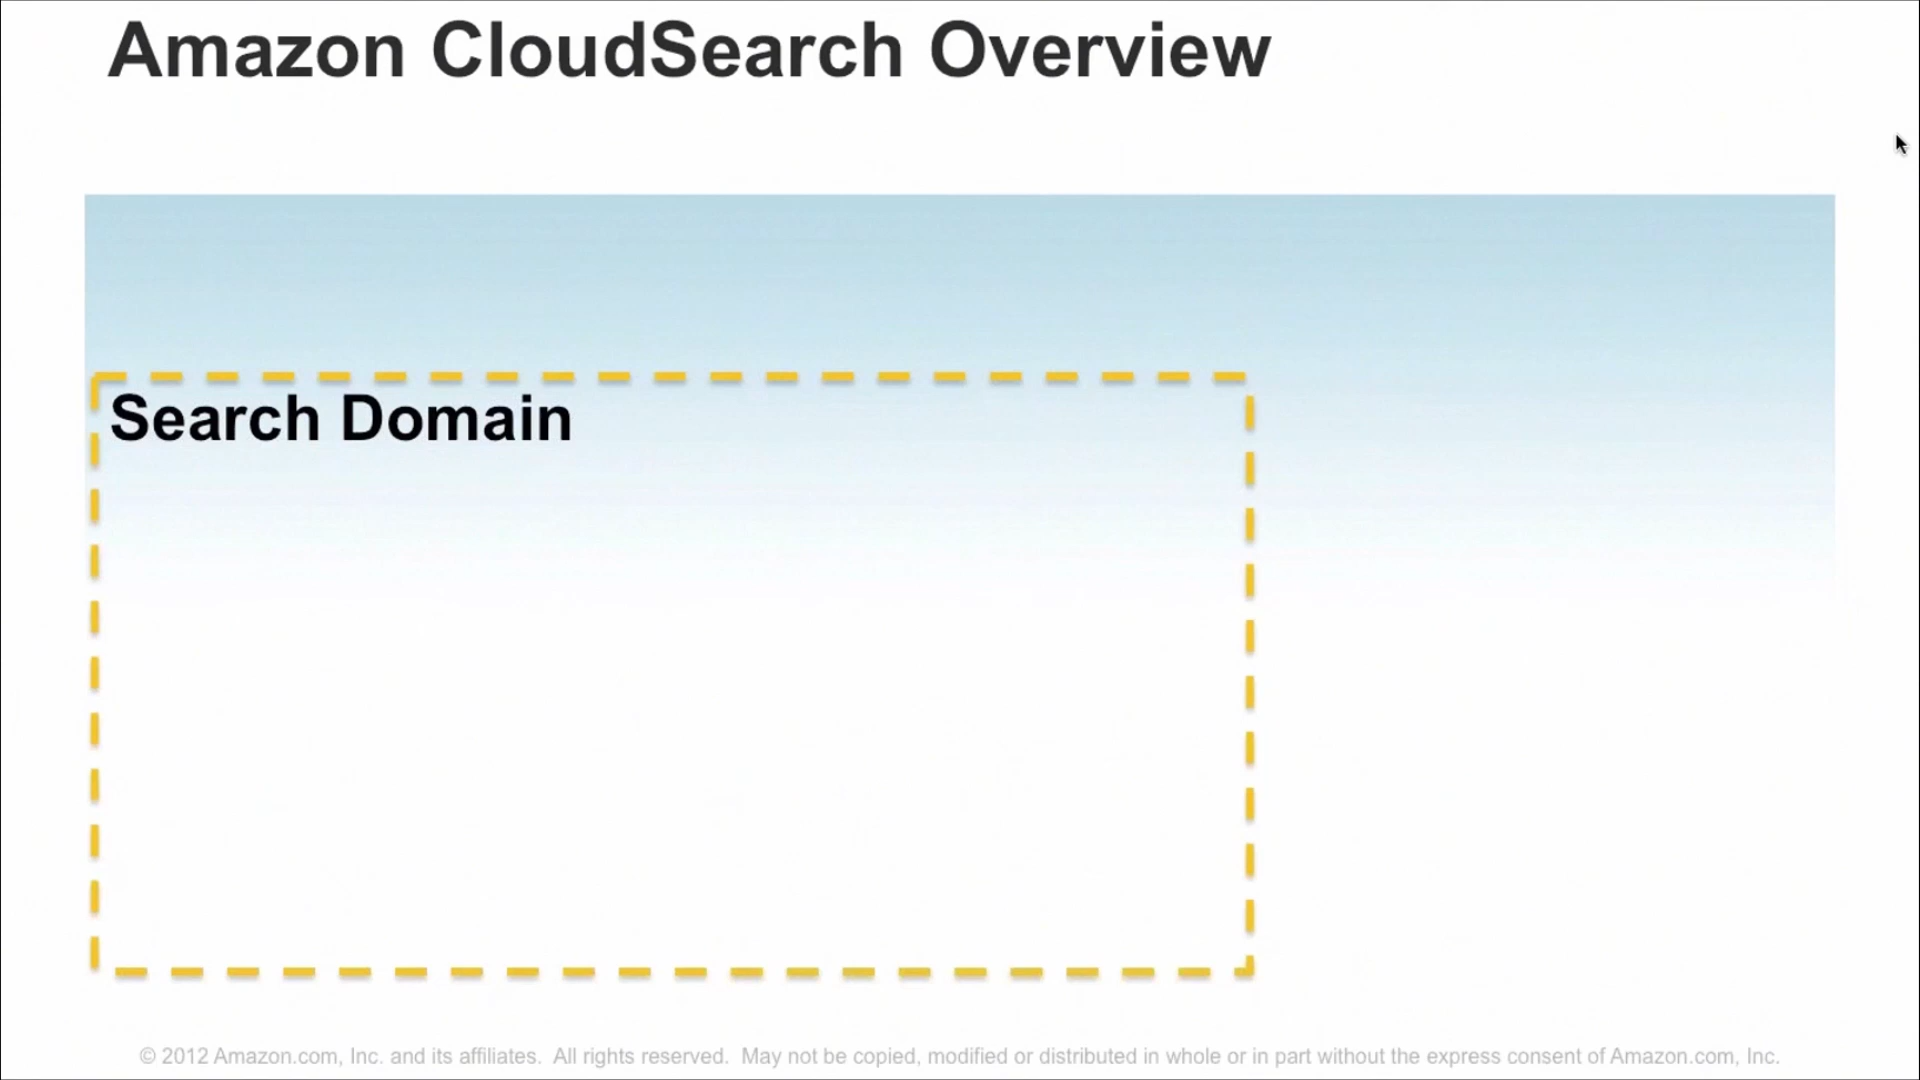 Amazon CloudSearch Overview
Search Domain
© 2012 Amazon.com, Inc. and its affiliates.  All rights reserved.  May not be copied, modified or distributed in whole or in part without the express consent of Amazon.com, Inc.